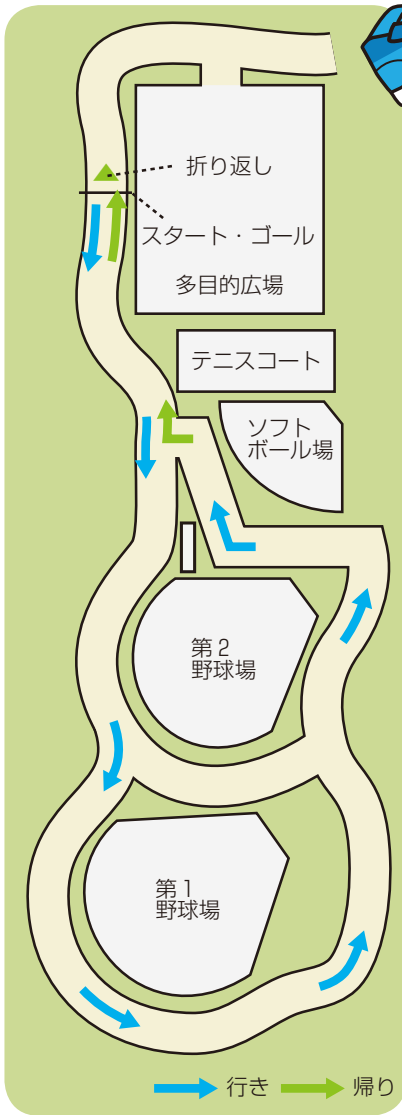 折り返し
スタート・ゴール
多目的広場
テニスコート
ソフト
ボール場
第2
野球場
第1
野球場
行き
帰り